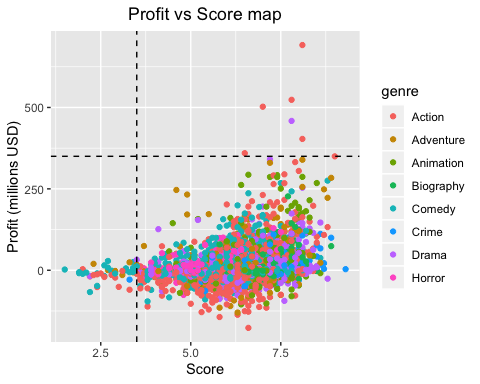 Profit vs Score map
Profit (millions USD)
500
250
0
2.5
5.0
7.5
Score
genre
Action
Adventure
Animation
Biography
Comedy
Crime
Drama
Horror